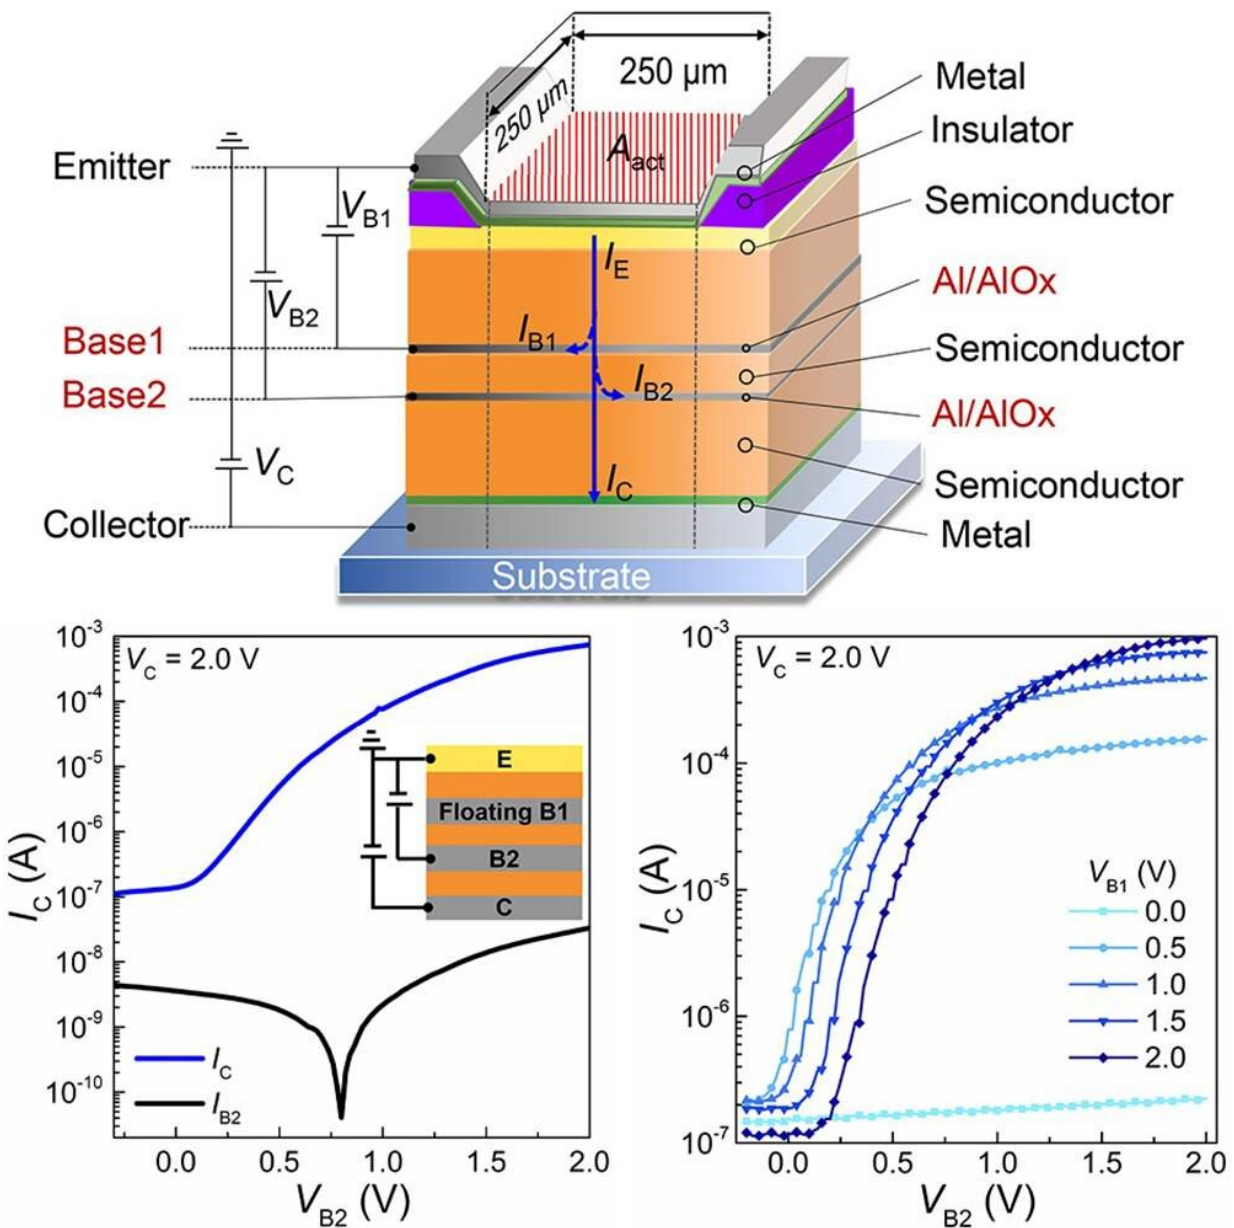 250 μm
250 μm
A_act
Metal
Insulator
Emitter
V_B1
Semiconductor
I_E
Al/AlOx
V_B2
Base1
I_B1
Semiconductor
Base2
I_B2
Al/AlOx
V_C
I_C
Semiconductor
Collector
Metal
Substrate
10^-3
V_C = 2.0 V
10^-4
10^-5
10^-6
10^-7
10^-8
10^-9
10^-10
I_C (A)
E
Floating B1
B2
C
I_C
I_B2
0.0 0.5 1.0 1.5 2.0
V_B2 (V)
10^-3
V_C = 2.0 V
10^-4
10^-5
10^-6
10^-7
I_C (A)
V_B1 (V)
0.0
0.5
1.0
1.5
2.0
0.0 0.5 1.0 1.5 2.0
V_B2 (V)